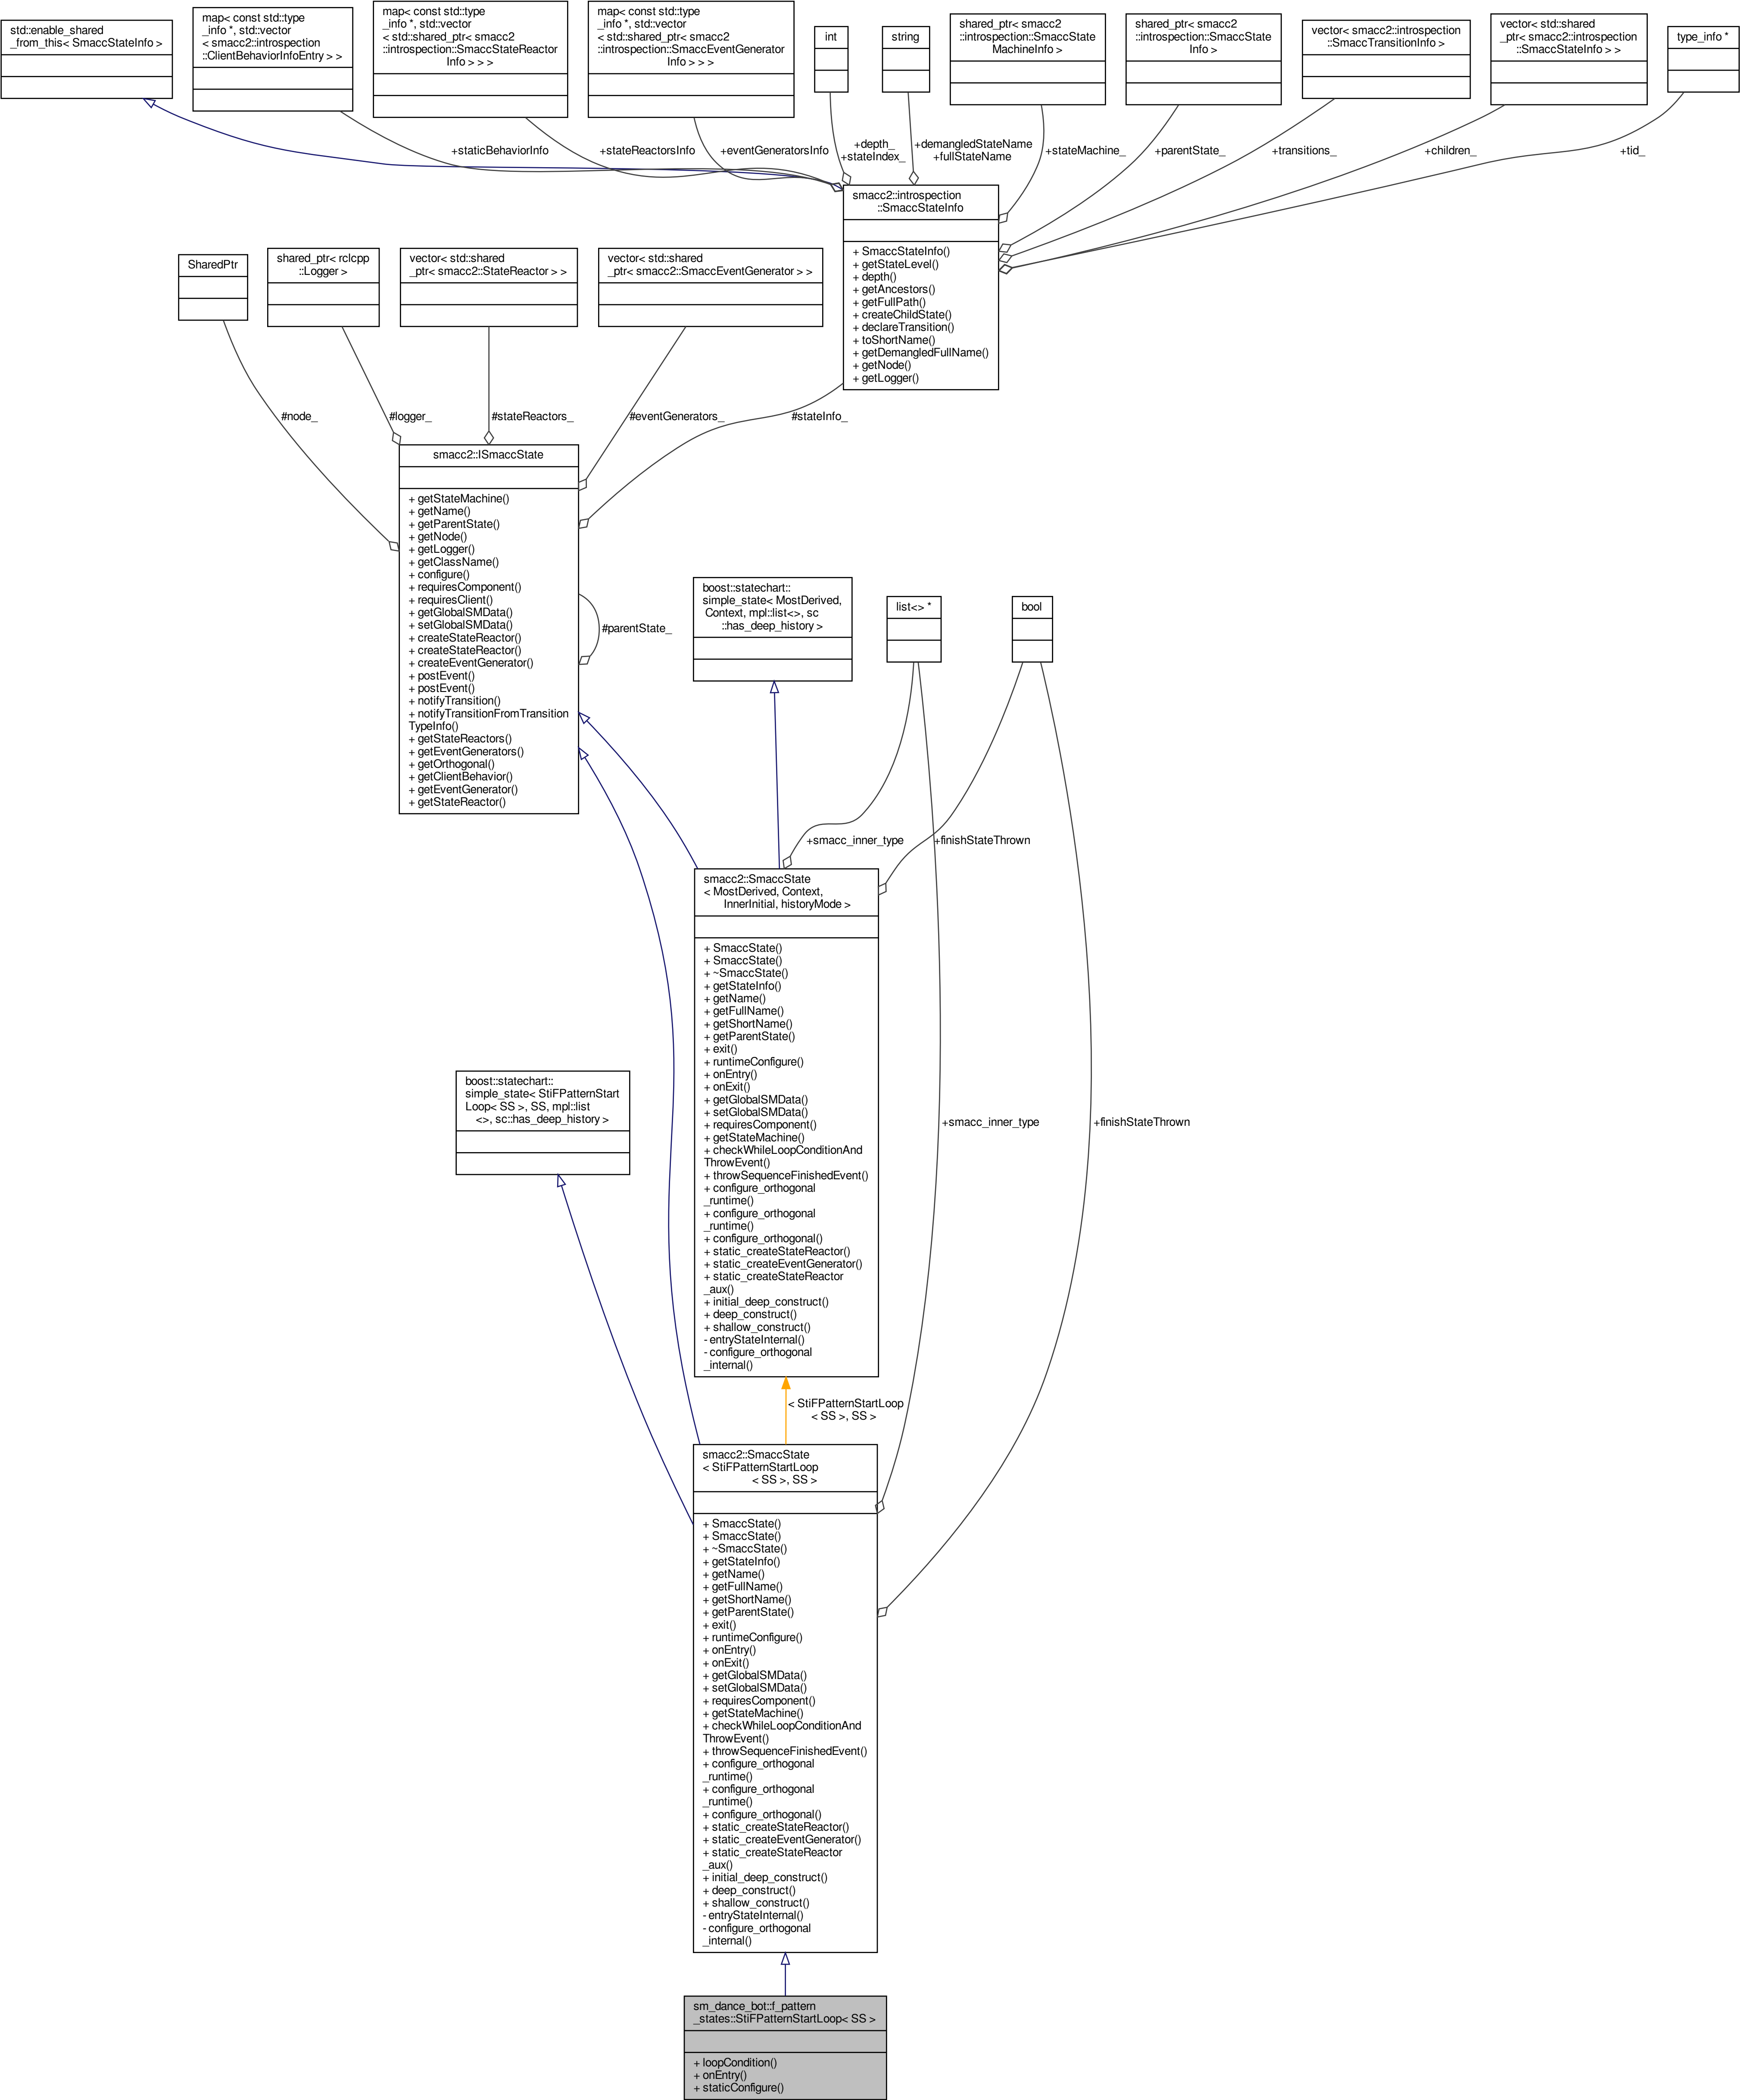 std::enable_shared
_from_this< SmaccStateInfo >
map< const std::type
_info *, std::vector
< smacc2::introspection
::ClientBehaviorInfoEntry > >
map< const std::type
_info *, std::vector
< std::shared_ptr< smacc2
::introspection::SmaccStateReactor
Info > > >
map< const std::type
_info *, std::vector
< std::shared_ptr< smacc2
::introspection::SmaccEventGenerator
Info > > >
int
string
shared_ptr< smacc2
::introspection::SmaccState
MachineInfo >
shared_ptr< smacc2
::introspection::SmaccState
Info >
vector< smacc2::introspection
::SmaccTransitionInfo >
vector< std::shared
_ptr< smacc2::introspection
::SmaccStateInfo > >
type_info *
+staticBehaviorInfo
+stateReactorsInfo
+eventGeneratorsInfo
+depth_
+stateIndex_
+demangledStateName
+fullStateName
+stateMachine_
+parentState_
+transitions_
+children_
+tid_
smacc2::introspection
::SmaccStateInfo
+ SmaccStateInfo()
+ getStateLevel()
+ depth()
+ getAncestors()
+ getFullPath()
+ createChildState()
+ declareTransition()
+ toShortName()
+ getDemangledFullName()
+ getNode()
+ getLogger()
SharedPtr
shared_ptr< rclcpp
::Logger >
vector< std::shared
_ptr< smacc2::StateReactor > >
vector< std::shared
_ptr< smacc2::SmaccEventGenerator > >
#node_
#logger_
#stateReactors_
#eventGenerators_
#stateInfo_
smacc2::ISmaccState
+ getStateMachine()
+ getName()
+ getParentState()
+ getNode()
+ getLogger()
+ getClassName()
+ configure()
+ requiresComponent()
+ requiresClient()
+ getGlobalSMData()
+ setGlobalSMData()
+ createStateReactor()
+ createStateReactor()
+ createEventGenerator()
+ postEvent()
+ postEvent()
+ notifyTransition()
+ notifyTransitionFromTransition
TypeInfo()
+ getStateReactors()
+ getEventGenerators()
+ getOrthogonal()
+ getClientBehavior()
+ getEventGenerator()
+ getStateReactor()
#parentState_
boost::statechart::
simple_state< MostDerived,
Context, mpl::list<>, sc
::has_deep_history >
list<> *
bool
+smacc_inner_type
+finishStateThrown
smacc2::SmaccState
< MostDerived, Context,
InnerInitial, historyMode >
+ SmaccState()
+ SmaccState()
+ ~SmaccState()
+ getStateInfo()
+ getName()
+ getFullName()
+ getShortName()
+ getParentState()
+ exit()
+ runtimeConfigure()
+ onEntry()
+ onExit()
+ getGlobalSMData()
+ setGlobalSMData()
+ requiresComponent()
+ getStateMachine()
+ checkWhileLoopConditionAnd
ThrowEvent()
+ throwSequenceFinishedEvent()
+ configure_orthogonal
_runtime()
+ configure_orthogonal
_runtime()
+ configure_orthogonal()
+ static_createStateReactor()
+ static_createEventGenerator()
+ static_createStateReactor
_aux()
+ initial_deep_construct()
+ deep_construct()
+ shallow_construct()
- entryStateInternal()
- configure_orthogonal
_internal()
boost::statechart::
simple_state< StiFPatternStart
Loop< SS >, SS, mpl::list
<>, sc::has_deep_history >
+smacc_inner_type
+finishStateThrown
< StiFPatternStartLoop
< SS >, SS >
smacc2::SmaccState
< StiFPatternStartLoop
< SS >, SS >
+ SmaccState()
+ SmaccState()
+ ~SmaccState()
+ getStateInfo()
+ getName()
+ getFullName()
+ getShortName()
+ getParentState()
+ exit()
+ runtimeConfigure()
+ onEntry()
+ onExit()
+ getGlobalSMData()
+ setGlobalSMData()
+ requiresComponent()
+ getStateMachine()
+ checkWhileLoopConditionAnd
ThrowEvent()
+ throwSequenceFinishedEvent()
+ configure_orthogonal
_runtime()
+ configure_orthogonal
_runtime()
+ configure_orthogonal()
+ static_createStateReactor()
+ static_createEventGenerator()
+ static_createStateReactor
_aux()
+ initial_deep_construct()
+ deep_construct()
+ shallow_construct()
- entryStateInternal()
- configure_orthogonal
_internal()
sm_dance_bot::f_pattern
_states::StiFPatternStartLoop< SS >
+ loopCondition()
+ onEntry()
+ staticConfigure()